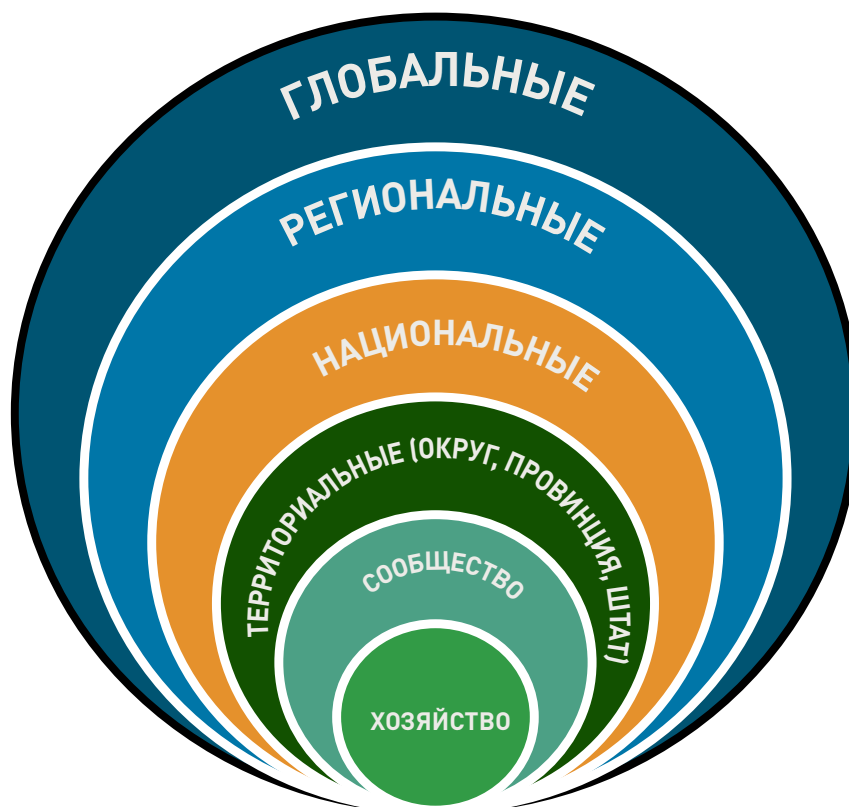 ГЛОБАЛЬНЫЕ
РЕГИОНАЛЬНЫЕ
НАЦИОНАЛЬНЫЕ
ТЕРРИТОРИАЛЬНЫЕ (ОКРУГ, ПРОВИНЦИЯ, ШТАТ)
СООБЩЕСТВО
ХОЗЯЙСТВО